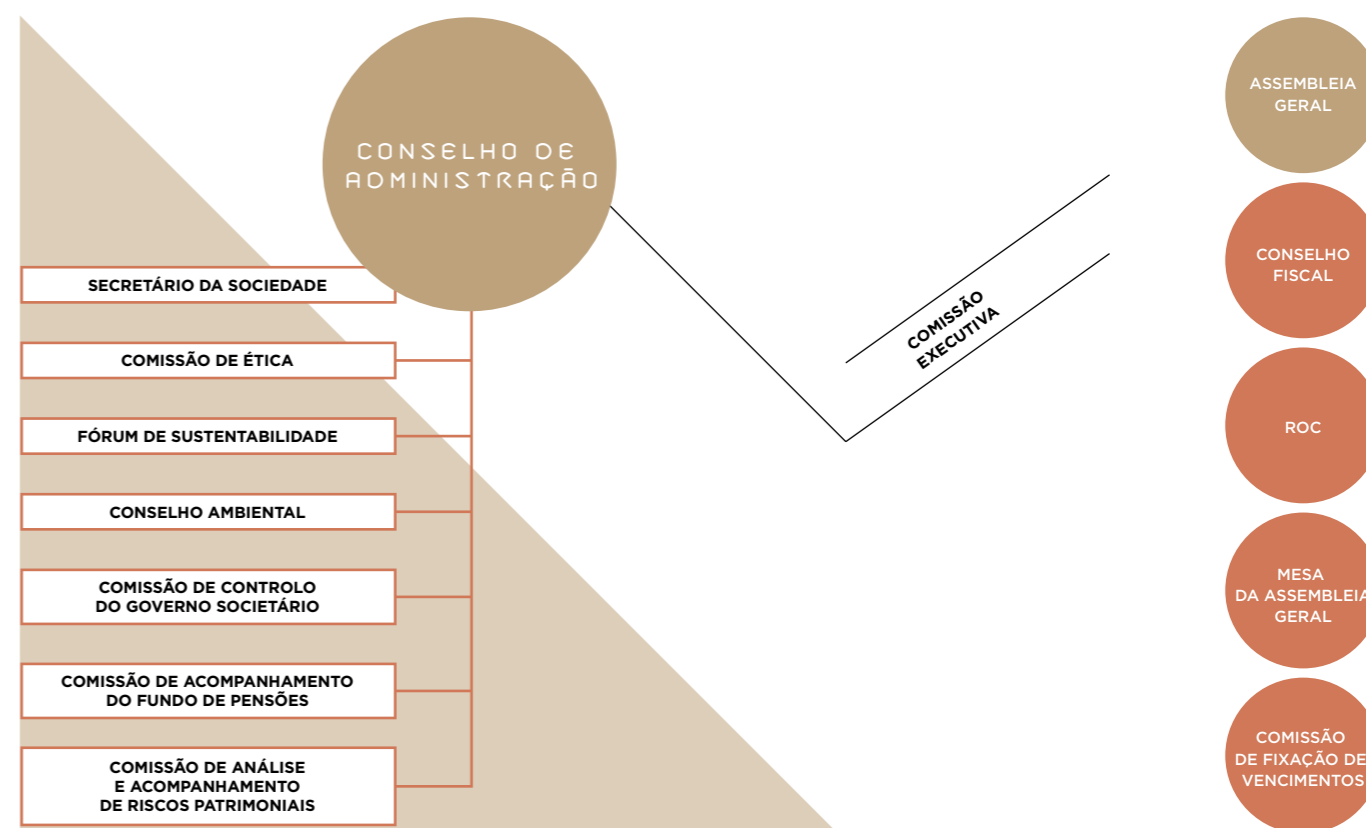 CONSELHO DE
ADMINISTRAÇÃO
SECRETÁRIO DA SOCIEDADE
COMISSÃO DE ÉTICA
FÓRUM DE SUSTENTABILIDADE
CONSELHO AMBIENTAL
COMISSÃO DE CONTROLO
DO GOVERNO SOCIETÁRIO
COMISSÃO DE ACOMPANHAMENTO
DO FUNDO DE PENSÕES
COMISSÃO DE ANÁLISE
E ACOMPANHAMENTO
DE RISCOS PATRIMONIAIS
COMISSÃO
EXECUTIVA
ASSEMBLEIA
GERAL
CONSELHO
FISCAL
ROC
MESA
DA ASSEMBLEIA
GERAL
COMISSÃO
DE FIXAÇÃO DE
VENCIMENTOS